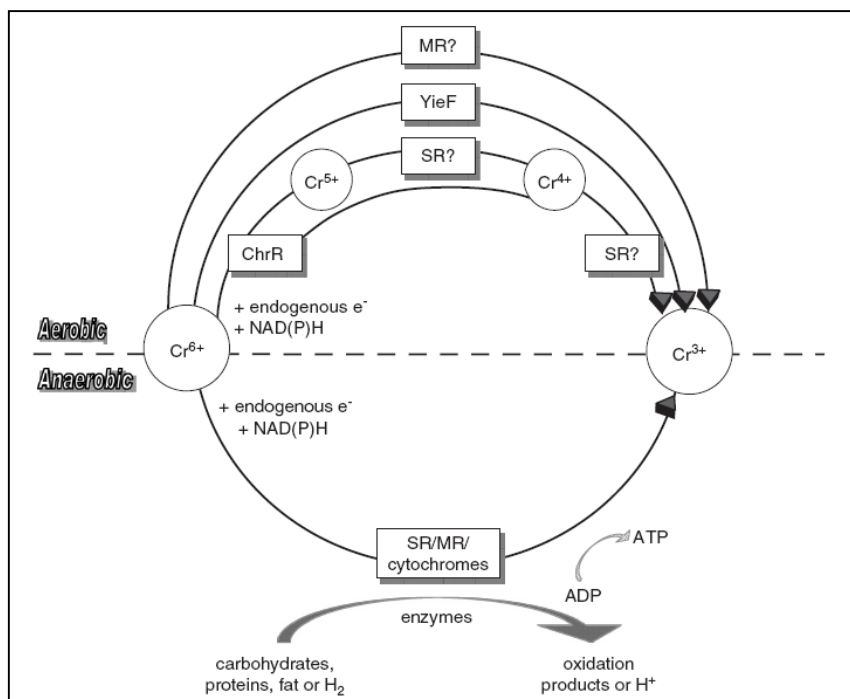 MR?
YieF
SR?
Cr⁵⁺
Cr⁴⁺
ChrR
SR?
+ endogenous e⁻
+ NAD(P)H
Aerobic
Cr⁶⁺
Cr³⁺
Anaerobic
+ endogenous e⁻
+ NAD(P)H
SR/MR/
cytochromes
ATP
ADP
enzymes
carbohydrates,
proteins, fat or H₂
oxidation
products or H⁺